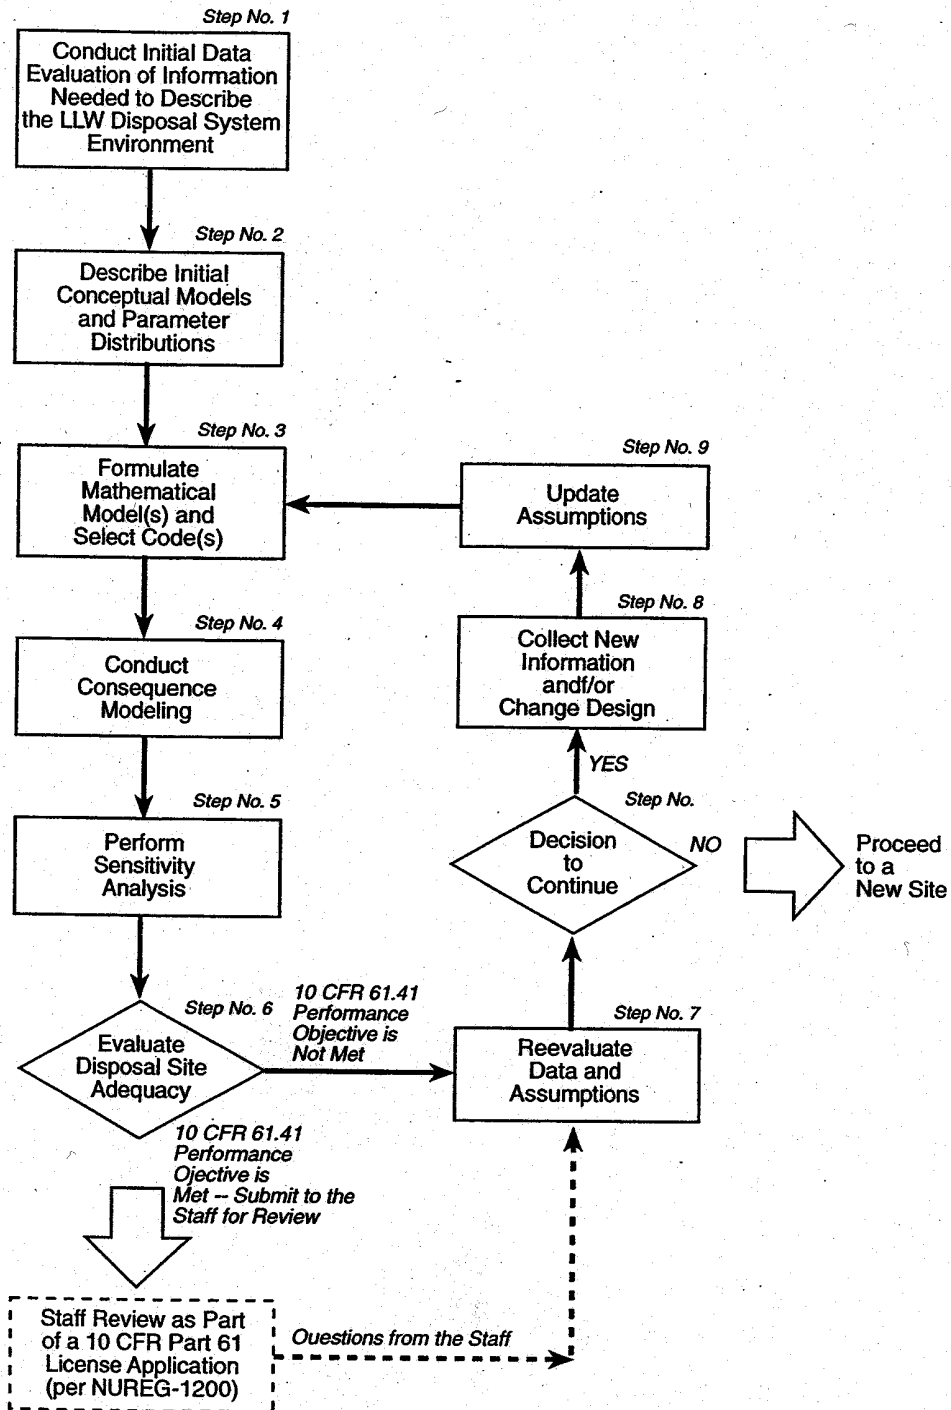 Step No. 1
Conduct Initial Data
Evaluation of Information
Needed to Describe
the LLW Disposal System
Environment
Step No. 2
Describe Initial
Conceptual Models
and Parameter
Distributions
Step No. 3
Formulate
Mathematical
Model(s) and
Select Code(s)
Step No. 4
Conduct
Consequence
Modeling
Step No. 5
Perform
Sensitivity
Analysis
Step No. 6
Evaluate
Disposal Site
Adequacy
10 CFR 61.41
Performance
Objective is
Not Met
Step No. 7
Reevaluate
Data and
Assumptions
Step No.
Decision
to
Continue
YES
NO
Proceed
to a
New Site
Step No. 8
Collect New
Information
andf/or
Change Design
Step No. 9
Update
Assumptions
10 CFR 61.41
Performance
Ojective is
Met -- Submit to the
Staff for Review
Staff Review as Part
of a 10 CFR Part 61
License Application
(per NUREG-1200)
Ouestions from the Staff